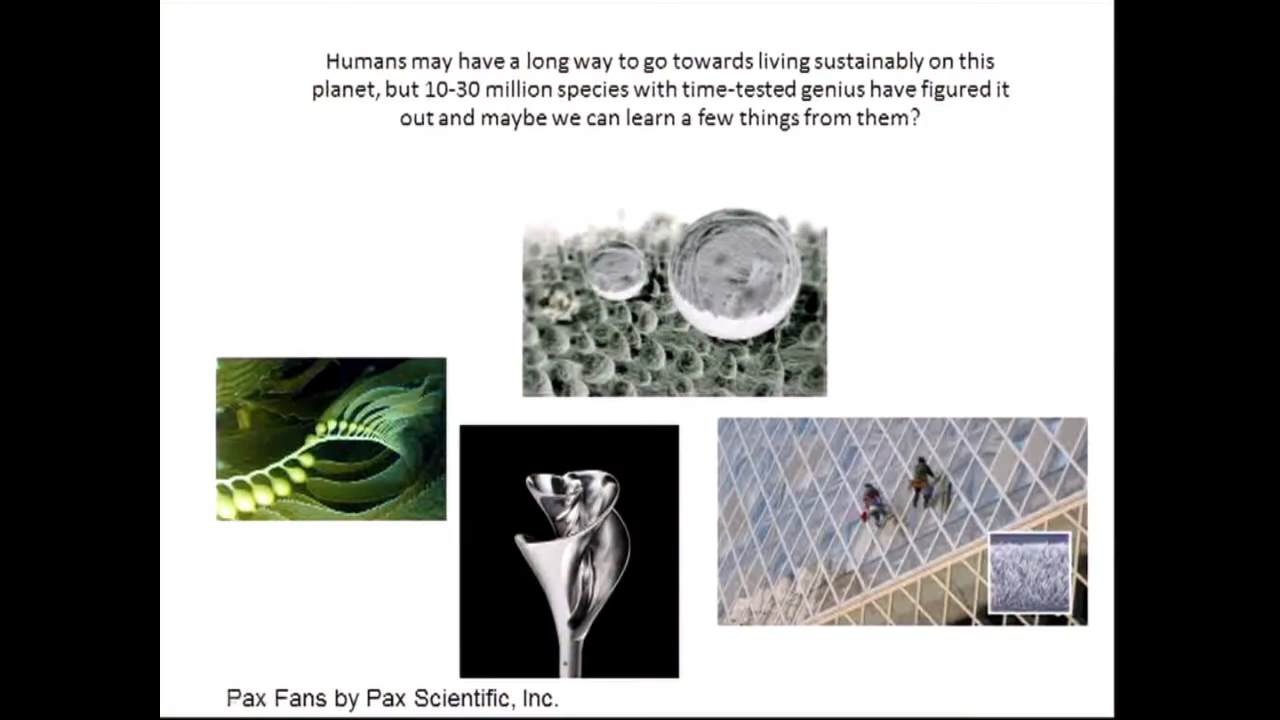 Humans may have a long way to go towards living sustainably on this
planet, but 10-30 million species with time-tested genius have figured it
out and maybe we can learn a few things from them?
Pax Fans by Pax Scientific, Inc.